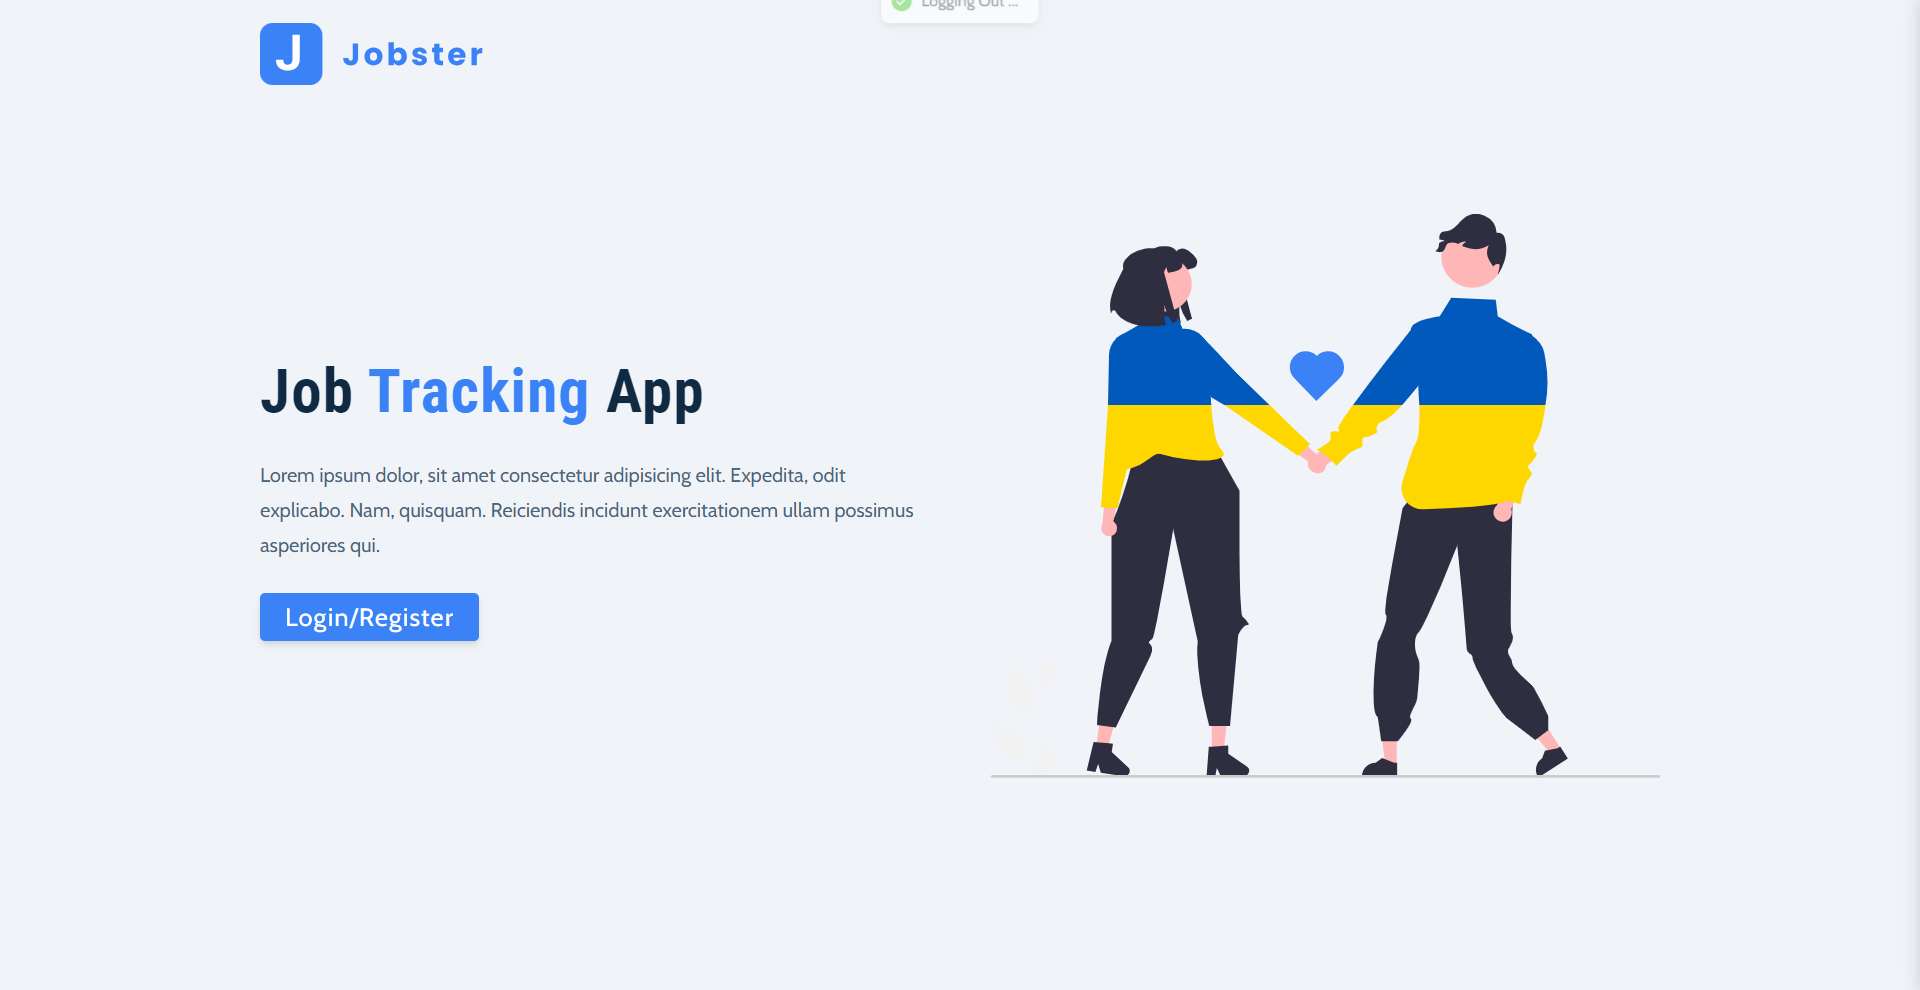 Logging Out ...
J Jobster
Job Tracking App
Lorem ipsum dolor, sit amet consectetur adipisicing elit. Expedita, odit
explicabo. Nam, quisquam. Reiciendis incidunt exercitationem ullam possimus
asperiores qui.
Login/Register